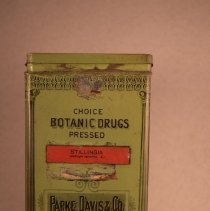 CHOICE
BOTANIC DRUGS
PRESSED
STILLINGIA
PARKE DAVIS & CO.